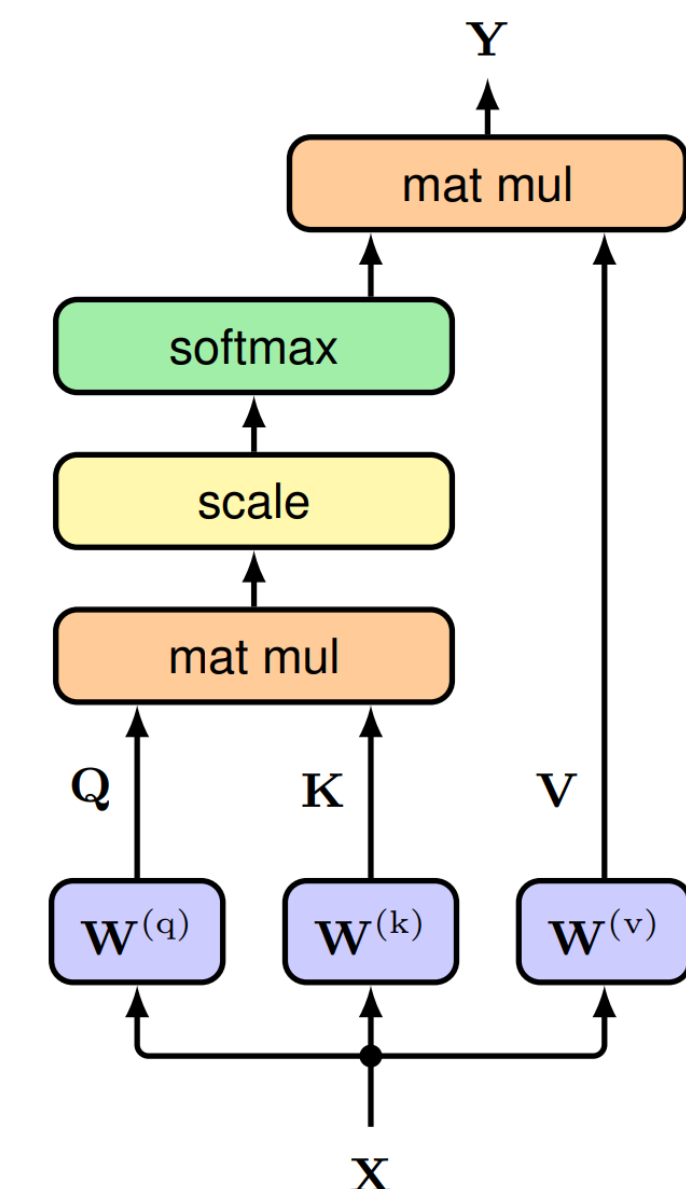 Y
mat mul
softmax
scale
mat mul
Q K V
W(q) W(k) W(v)
X